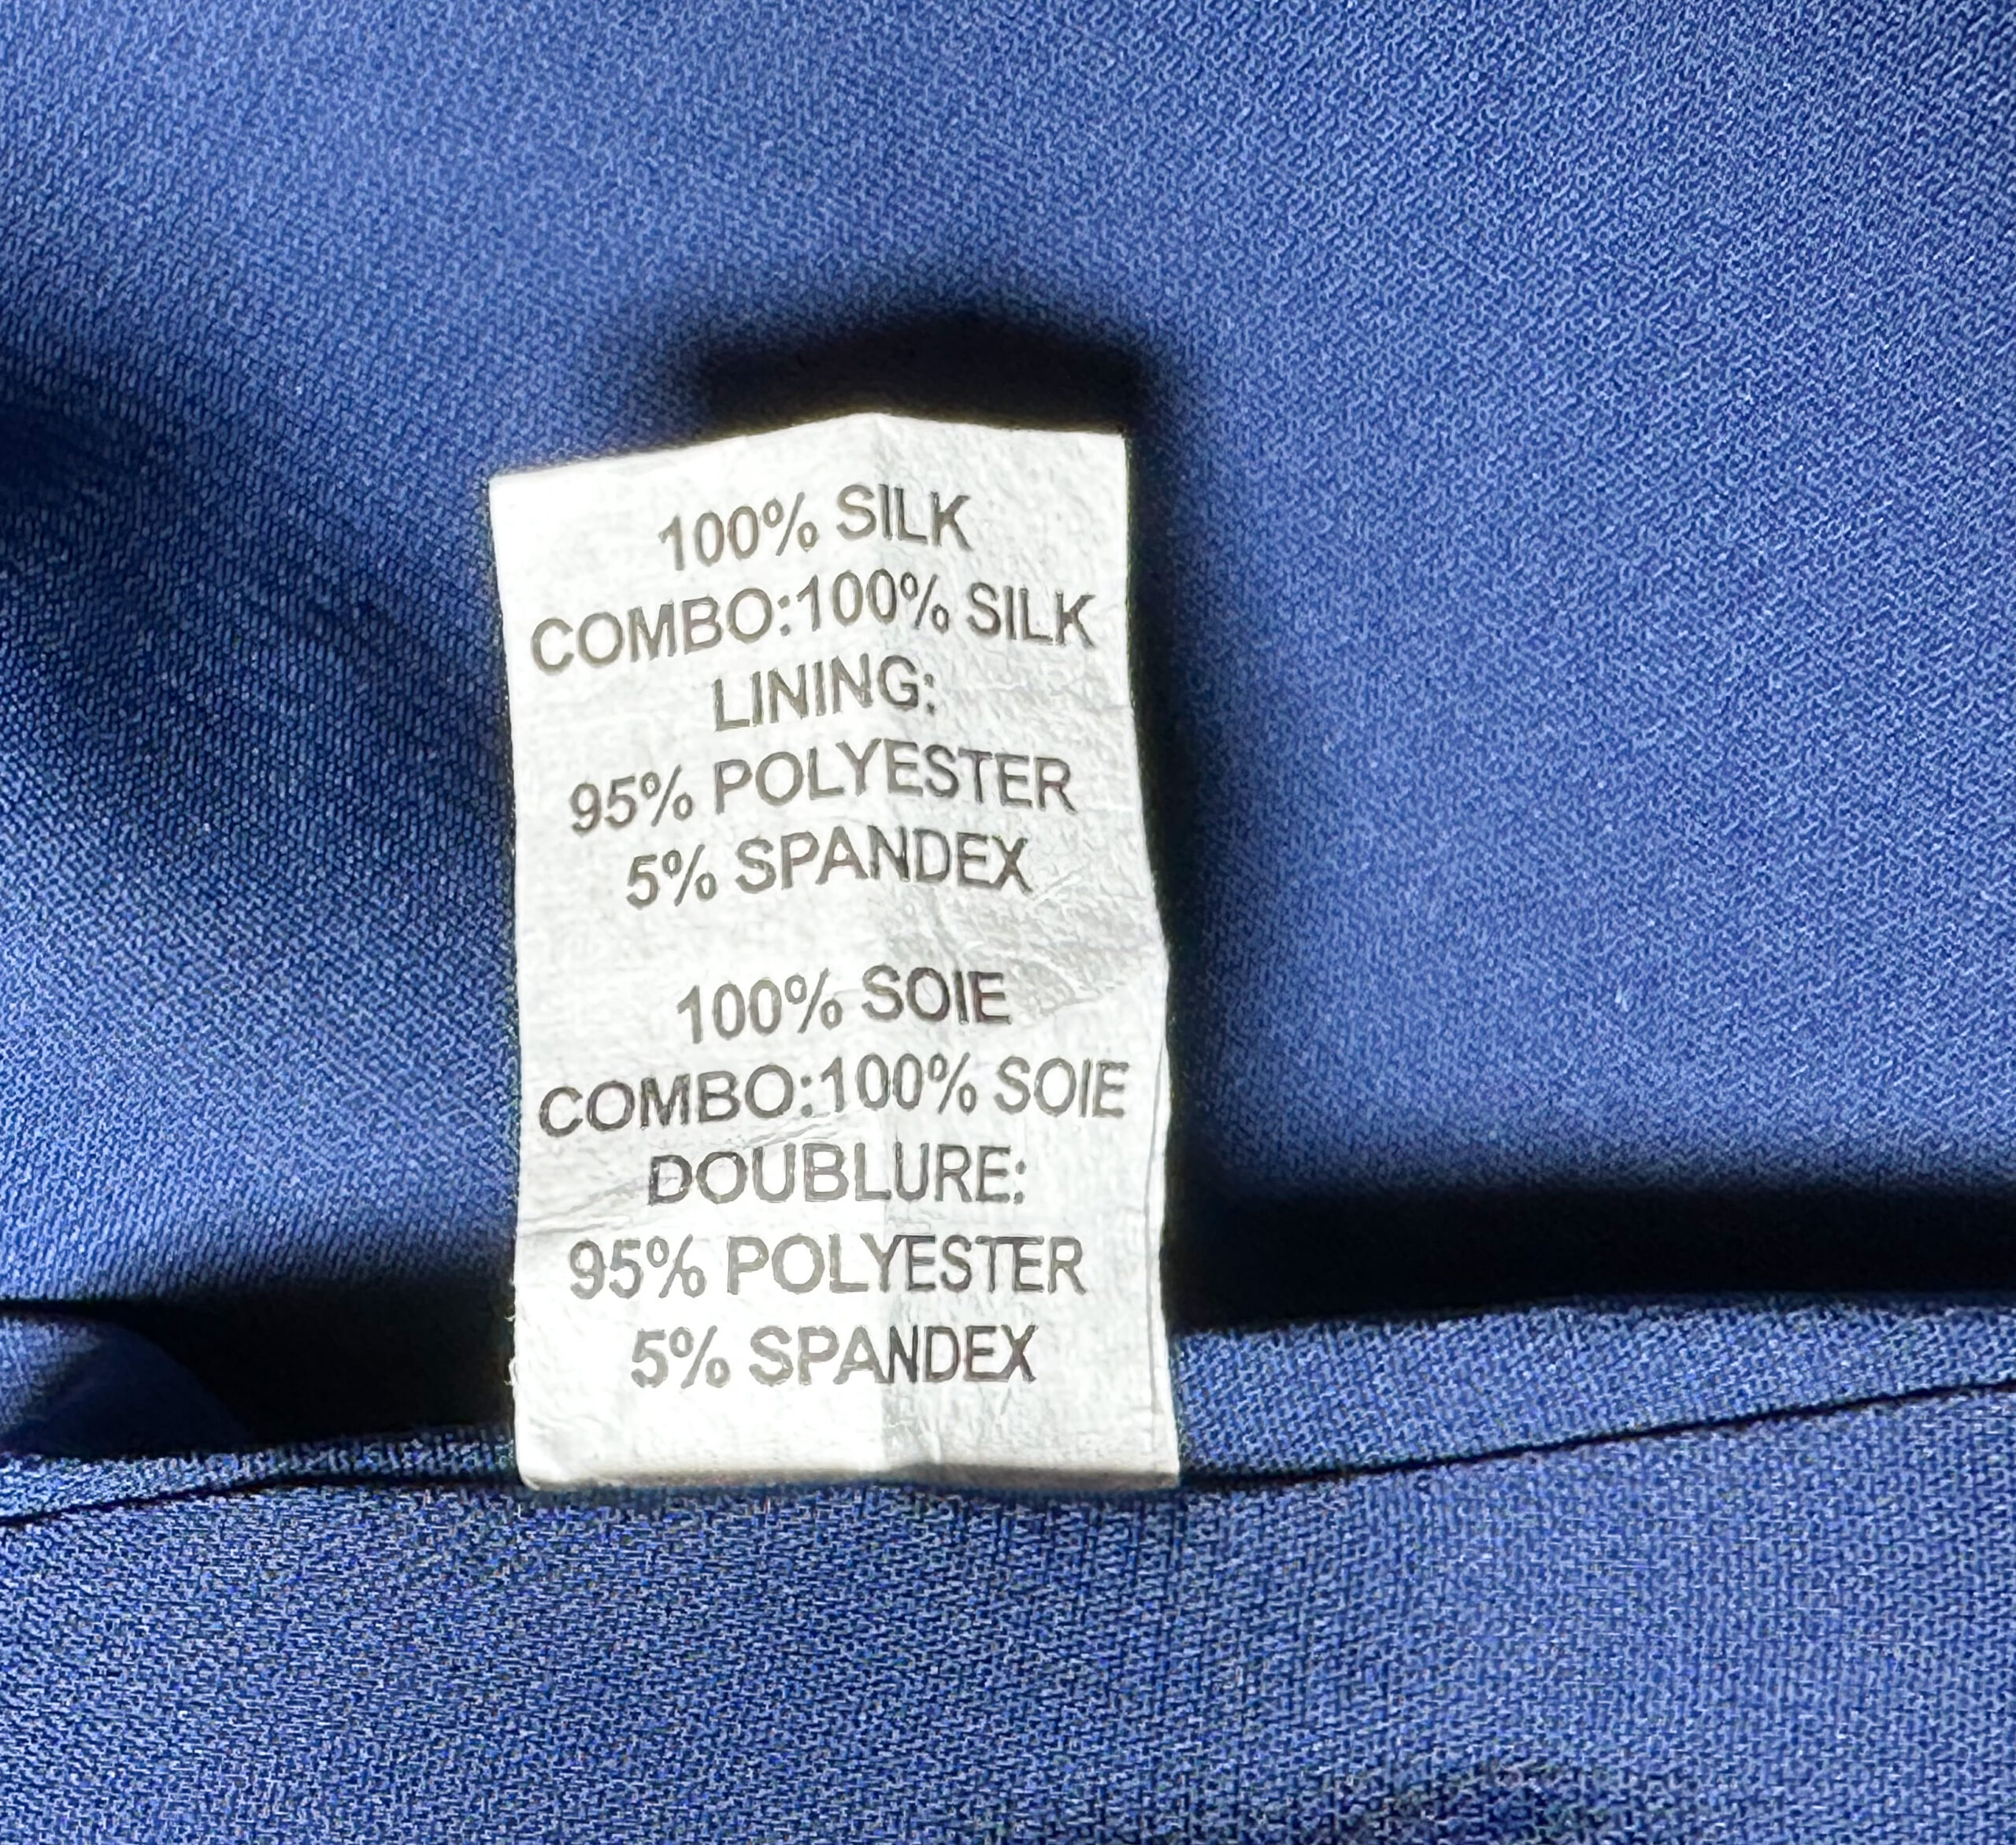 100% SILK
COMBO:100% SILK
LINING:
95% POLYESTER
5% SPANDEX
100% SOIE
COMBO:100% SOIE
DOUBLURE:
95% POLYESTER
5% SPANDEX